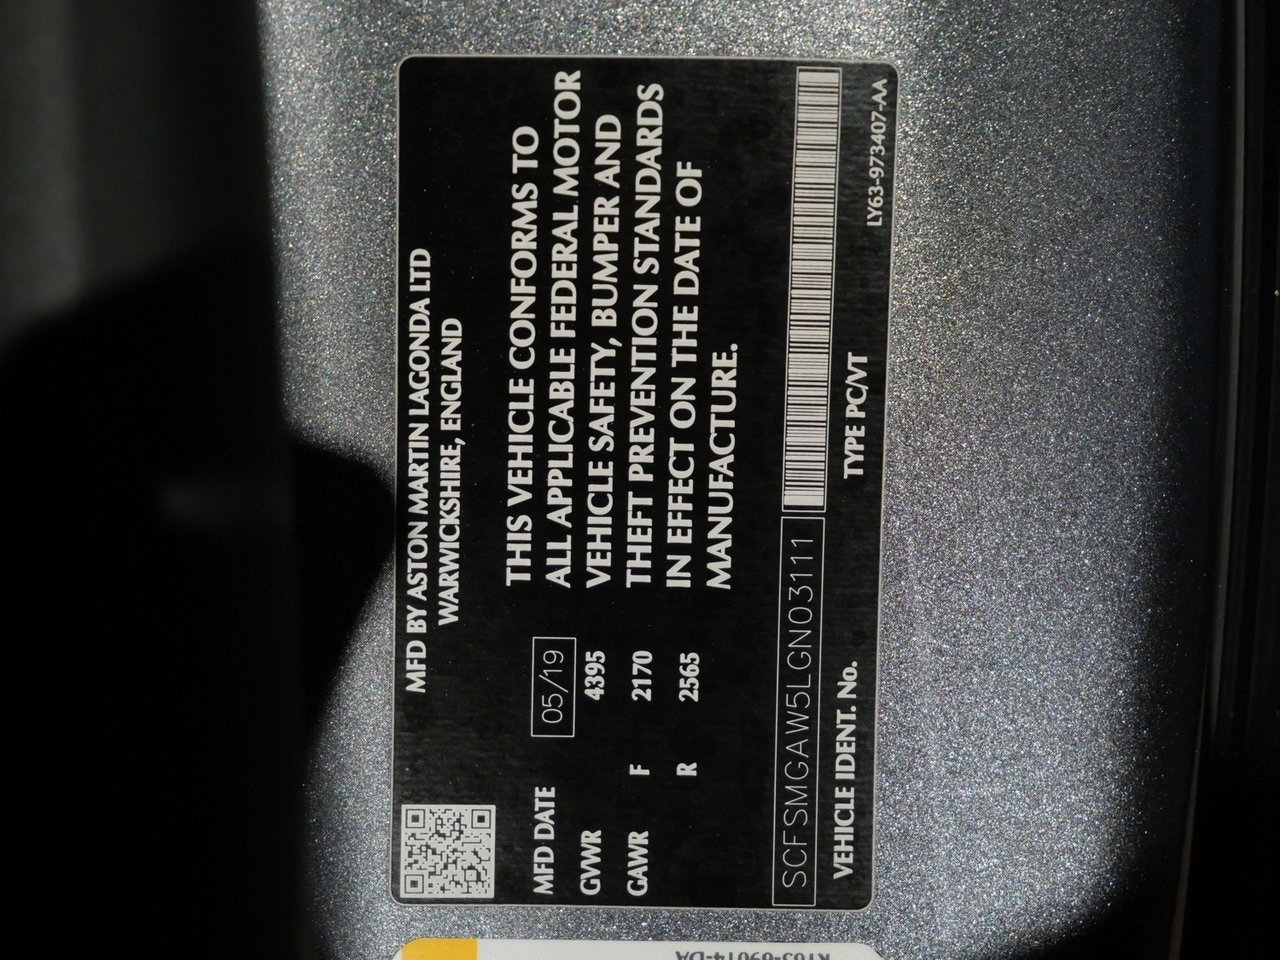 MFD BY ASTON MARTIN LAGONDA LTD
WARWICKSHIRE, ENGLAND
MFD DATE 05/19
GVWR 4395
GAWR F 2170
R 2565
THIS VEHICLE CONFORMS TO
ALL APPLICABLE FEDERAL MOTOR
VEHICLE SAFETY, BUMPER AND
THEFT PREVENTION STANDARDS
IN EFFECT ON THE DATE OF
MANUFACTURE.
SCFSMGAW5LGN03111
VEHICLE IDENT. No. TYPE PC/VT
LY63-973407-AA